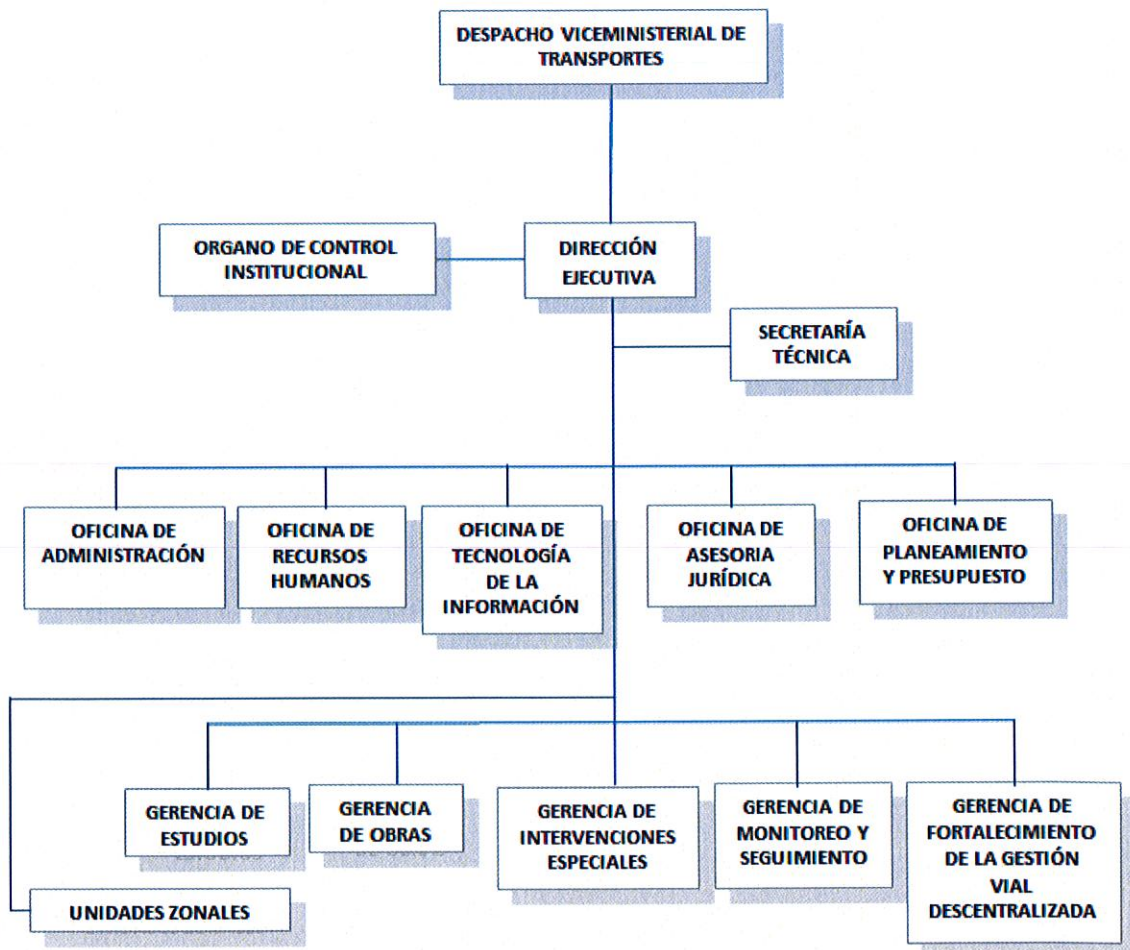 DESPACHO VICEMINISTERIAL DE
TRANSPORTES
ORGANO DE CONTROL
INSTITUCIONAL
DIRECCIÓN
EJECUTIVA
SECRETARÍA
TÉCNICA
OFICINA DE
ADMINISTRACIÓN
OFICINA DE
RECURSOS
HUMANOS
OFICINA DE
TECNOLOGÍA
DE LA
INFORMACIÓN
OFICINA DE
ASESORIA
JURÍDICA
OFICINA DE
PLANEAMIENTO
Y PRESUPUESTO
GERENCIA DE
ESTUDIOS
GERENCIA
DE OBRAS
GERENCIA DE
INTERVENCIONES
ESPECIALES
GERENCIA DE
MONITOREO Y
SEGUIMIENTO
GERENCIA DE
FORTALECIMIENTO
DE LA GESTIÓN
VIAL
DESCENTRALIZADA
UNIDADES ZONALES